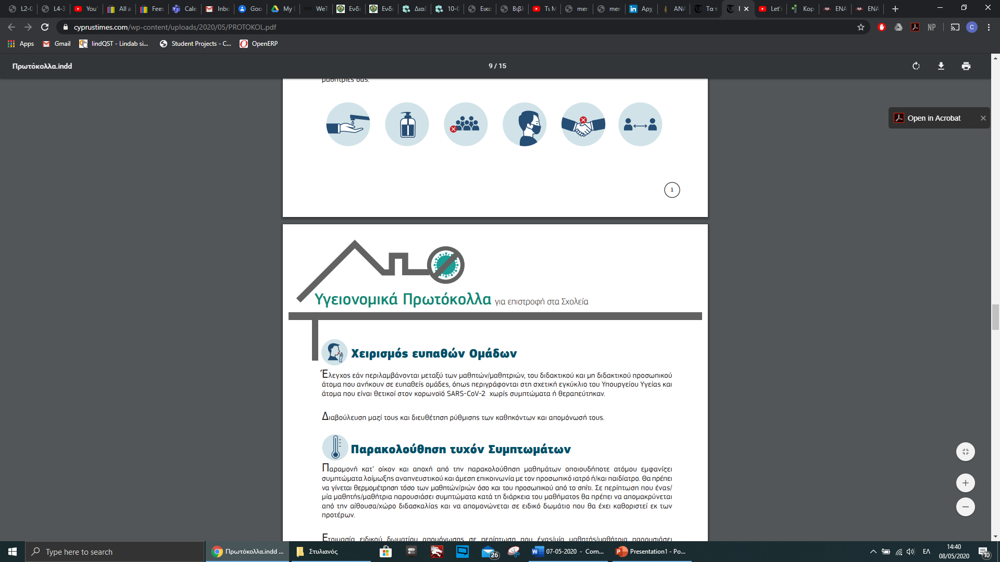 L2-0
L4-3
You
All a
Fees
Cale
Inbo
Goo
My D
WeT
Ενδε
Ενδε
Διαδ
10-0
Εικο
Βιβλ
Τι Μ
mer
mer
Αρχ
ΑΝΑ
Τα π
Let's
Κορ
ΕΝΑ
ΕΝΑ
cyprustimes.com/wp-content/uploads/2020/05/PROTOKOL.pdf
NP
C
Apps
Gmail
lindQST - Lindab si...
Student Projects - C...
OpenERP
Πρωτόκολλα.indd
9 / 15
μαθήτριές σας.
Open in Acrobat
1
Υγειονομικά Πρωτόκολλα για επιστροφή στα Σχολεία
Χειρισμός ευπαθών Ομάδων
Έλεγχος εάν περιλαμβάνονται μεταξύ των μαθητών/μαθητριών, του διδακτικού και μη διδακτικού προσωπικού
άτομα που ανήκουν σε ευπαθείς ομάδες, όπως περιγράφονται στη σχετική εγκύκλιο του Υπουργείου Υγείας και
άτομα που είναι θετικοί στον κορωνοϊό SARS-CoV-2 χωρίς συμπτώματα ή θεραπεύτηκαν.
Διαβούλευση μαζί τους και διευθέτηση ρύθμισης των καθηκόντων και απομόνωσή τους.
Παρακολούθηση τυχόν Συμπτωμάτων
Παραμονή κατ' οίκον και αποχή από την παρακολούθηση μαθημάτων οποιουδήποτε ατόμου εμφανίζει
συμπτώματα λοίμωξης αναπνευστικού και άμεση επικοινωνία με τον προσωπικό ιατρό ή/και παιδίατρο. Θα πρέπει
να γίνεται θερμομέτρηση τόσο των μαθητών/ριών όσο και του προσωπικού από το σπίτι. Σε περίπτωση που ένας/
μία μαθητής/μαθήτρια παρουσιάσει συμπτώματα κατά τη διάρκεια του μαθήματος θα πρέπει να απομακρύνεται
από την αίθουσα/χώρο διδασκαλίας και να απομονώνεται σε ειδικό δωμάτιο που θα έχει καθοριστεί εκ των
προτέρων.
Ετοιμασία ειδικού δωματίου απομόνωσης σε περίπτωση που ένας/μία μαθητής/μαθήτρια παρουσιάσει
Type here to search
Πρωτόκολλα.indd ...
Στυλιανός
26
07-05-2020 - Com...
Presentation1 - Po...
ΕΛ
14:40
08/05/2020
10